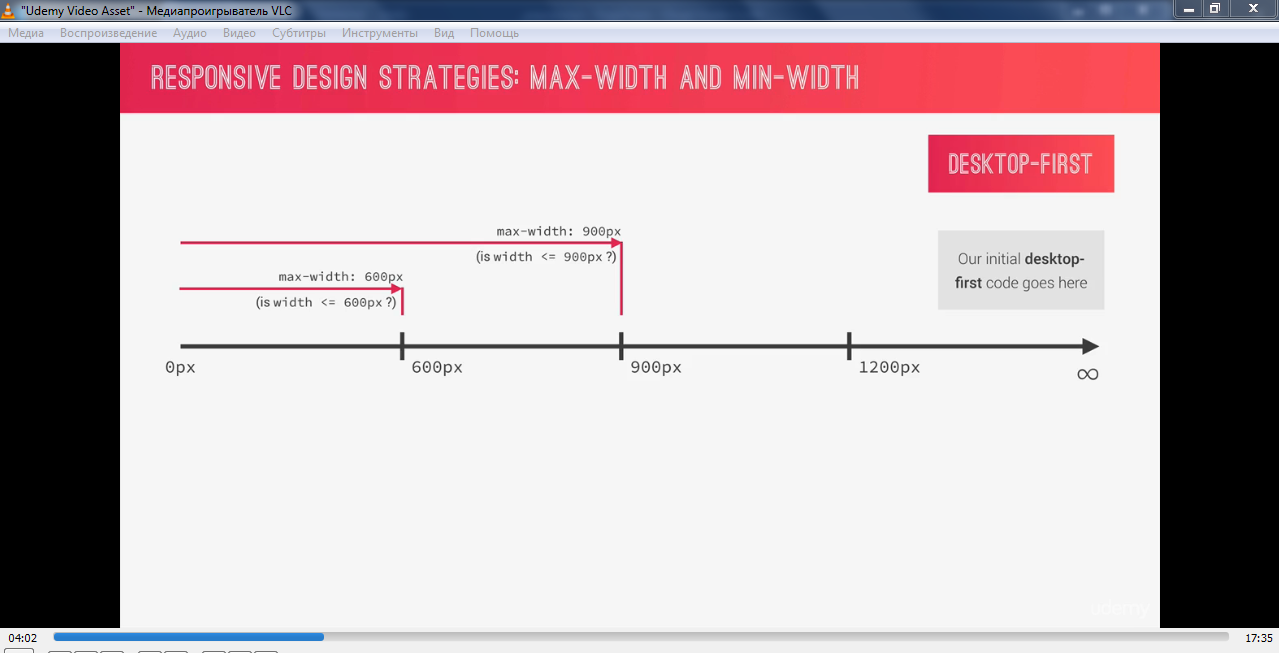 "Udemy Video Asset" - Медиапроигрыватель VLC
Медиа Воспроизведение Аудио Видео Субтитры Инструменты Вид Помощь
RESPONSIVE DESIGN STRATEGIES: MAX-WIDTH AND MIN-WIDTH
DESKTOP-FIRST
max-width: 900px
(is width <= 900px ?)
Our initial desktop-
first code goes here
max-width: 600px
(is width <= 600px ?)
0px 600px 900px 1200px ∞
udemy
04:02 17:35